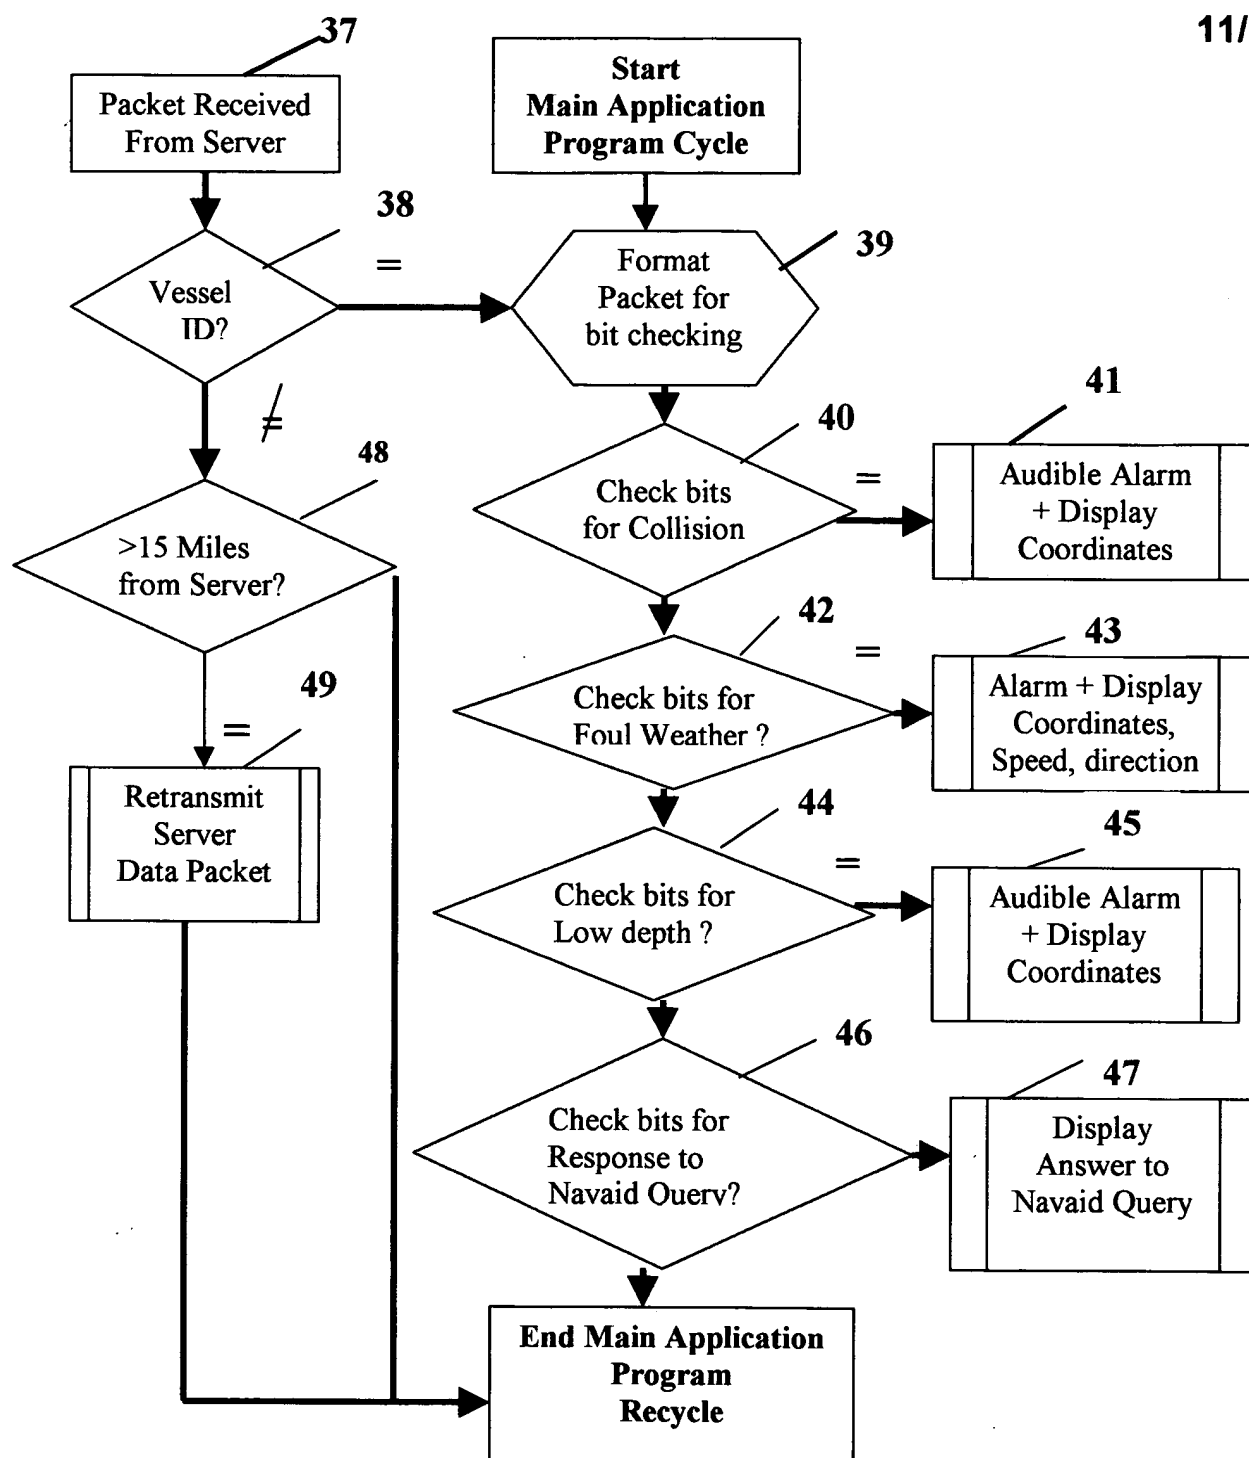 11/
37
Packet Received
From Server
Start
Main Application
Program Cycle
38
Vessel
ID?
=
39
Format
Packet for
bit checking
≠
48
>15 Miles
from Server?
40
Check bits
for Collision
=
41
Audible Alarm
+ Display
Coordinates
42
Check bits for
Foul Weather ?
=
43
Alarm + Display
Coordinates,
Speed, direction
=
49
Retransmit
Server
Data Packet
44
Check bits for
Low depth ?
=
45
Audible Alarm
+ Display
Coordinates
46
Check bits for
Response to
Navaid Query?
47
Display
Answer to
Navaid Query
End Main Application
Program
Recycle